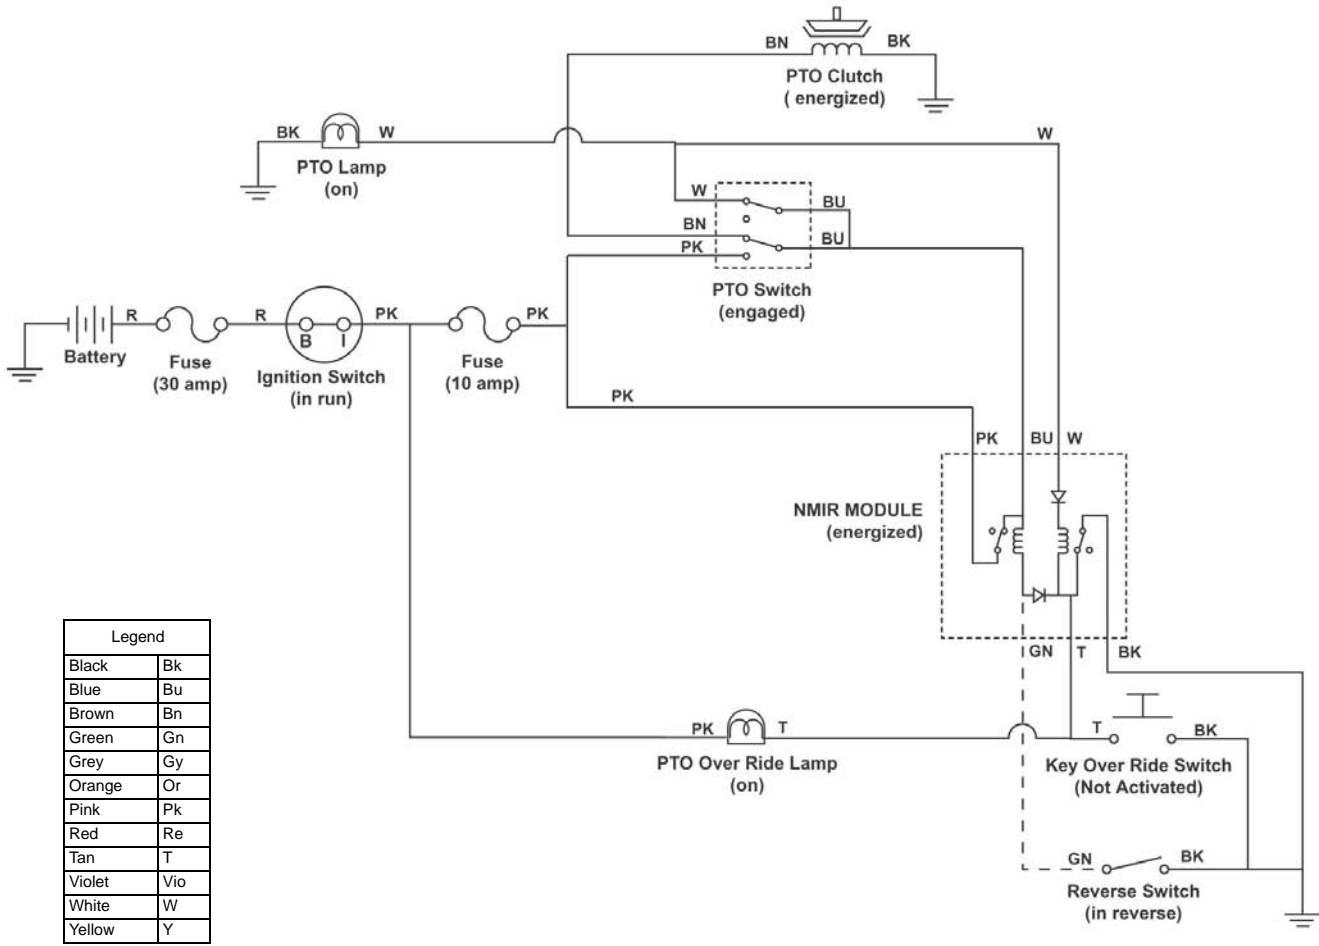 BN
BK
PTO Clutch
( energized)
BK
W
PTO Lamp
(on)
W
W
BU
BN
BU
PK
PTO Switch
(engaged)
R
R
PK
PK
B
I
Battery
Fuse
(30 amp)
Ignition Switch
(in run)
Fuse
(10 amp)
PK
PK
BU
W
NMIR MODULE
(energized)
GN
T
BK
PK
T
T
BK
PTO Over Ride Lamp
(on)
Key Over Ride Switch
(Not Activated)
GN
BK
Reverse Switch
(in reverse)
Legend
Black Bk
Blue Bu
Brown Bn
Green Gn
Grey Gy
Orange Or
Pink Pk
Red Re
Tan T
Violet Vio
White W
Yellow Y